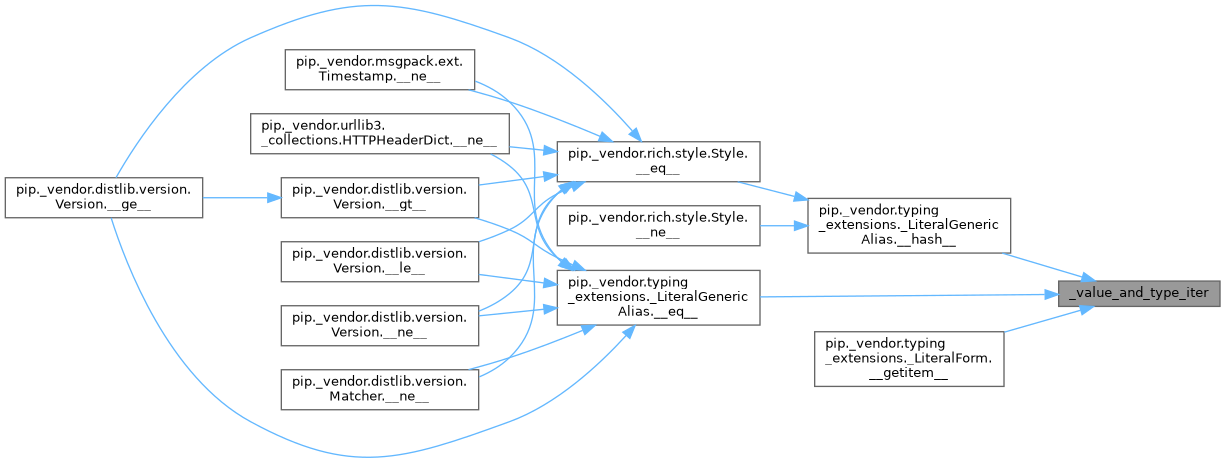 pip._vendor.msgpack.ext.
Timestamp.__ne__
pip._vendor.urllib3.
_collections.HTTPHeaderDict.__ne__
pip._vendor.rich.style.Style.
__eq__
pip._vendor.distlib.version.
Version.__ge__
pip._vendor.distlib.version.
Version.__gt__
pip._vendor.rich.style.Style.
__ne__
pip._vendor.typing
_extensions._LiteralGeneric
Alias.__hash__
pip._vendor.distlib.version.
Version.__le__
pip._vendor.typing
_extensions._LiteralGeneric
Alias.__eq__
_value_and_type_iter
pip._vendor.distlib.version.
Version.__ne__
pip._vendor.typing
_extensions._LiteralForm.
__getitem__
pip._vendor.distlib.version.
Matcher.__ne__